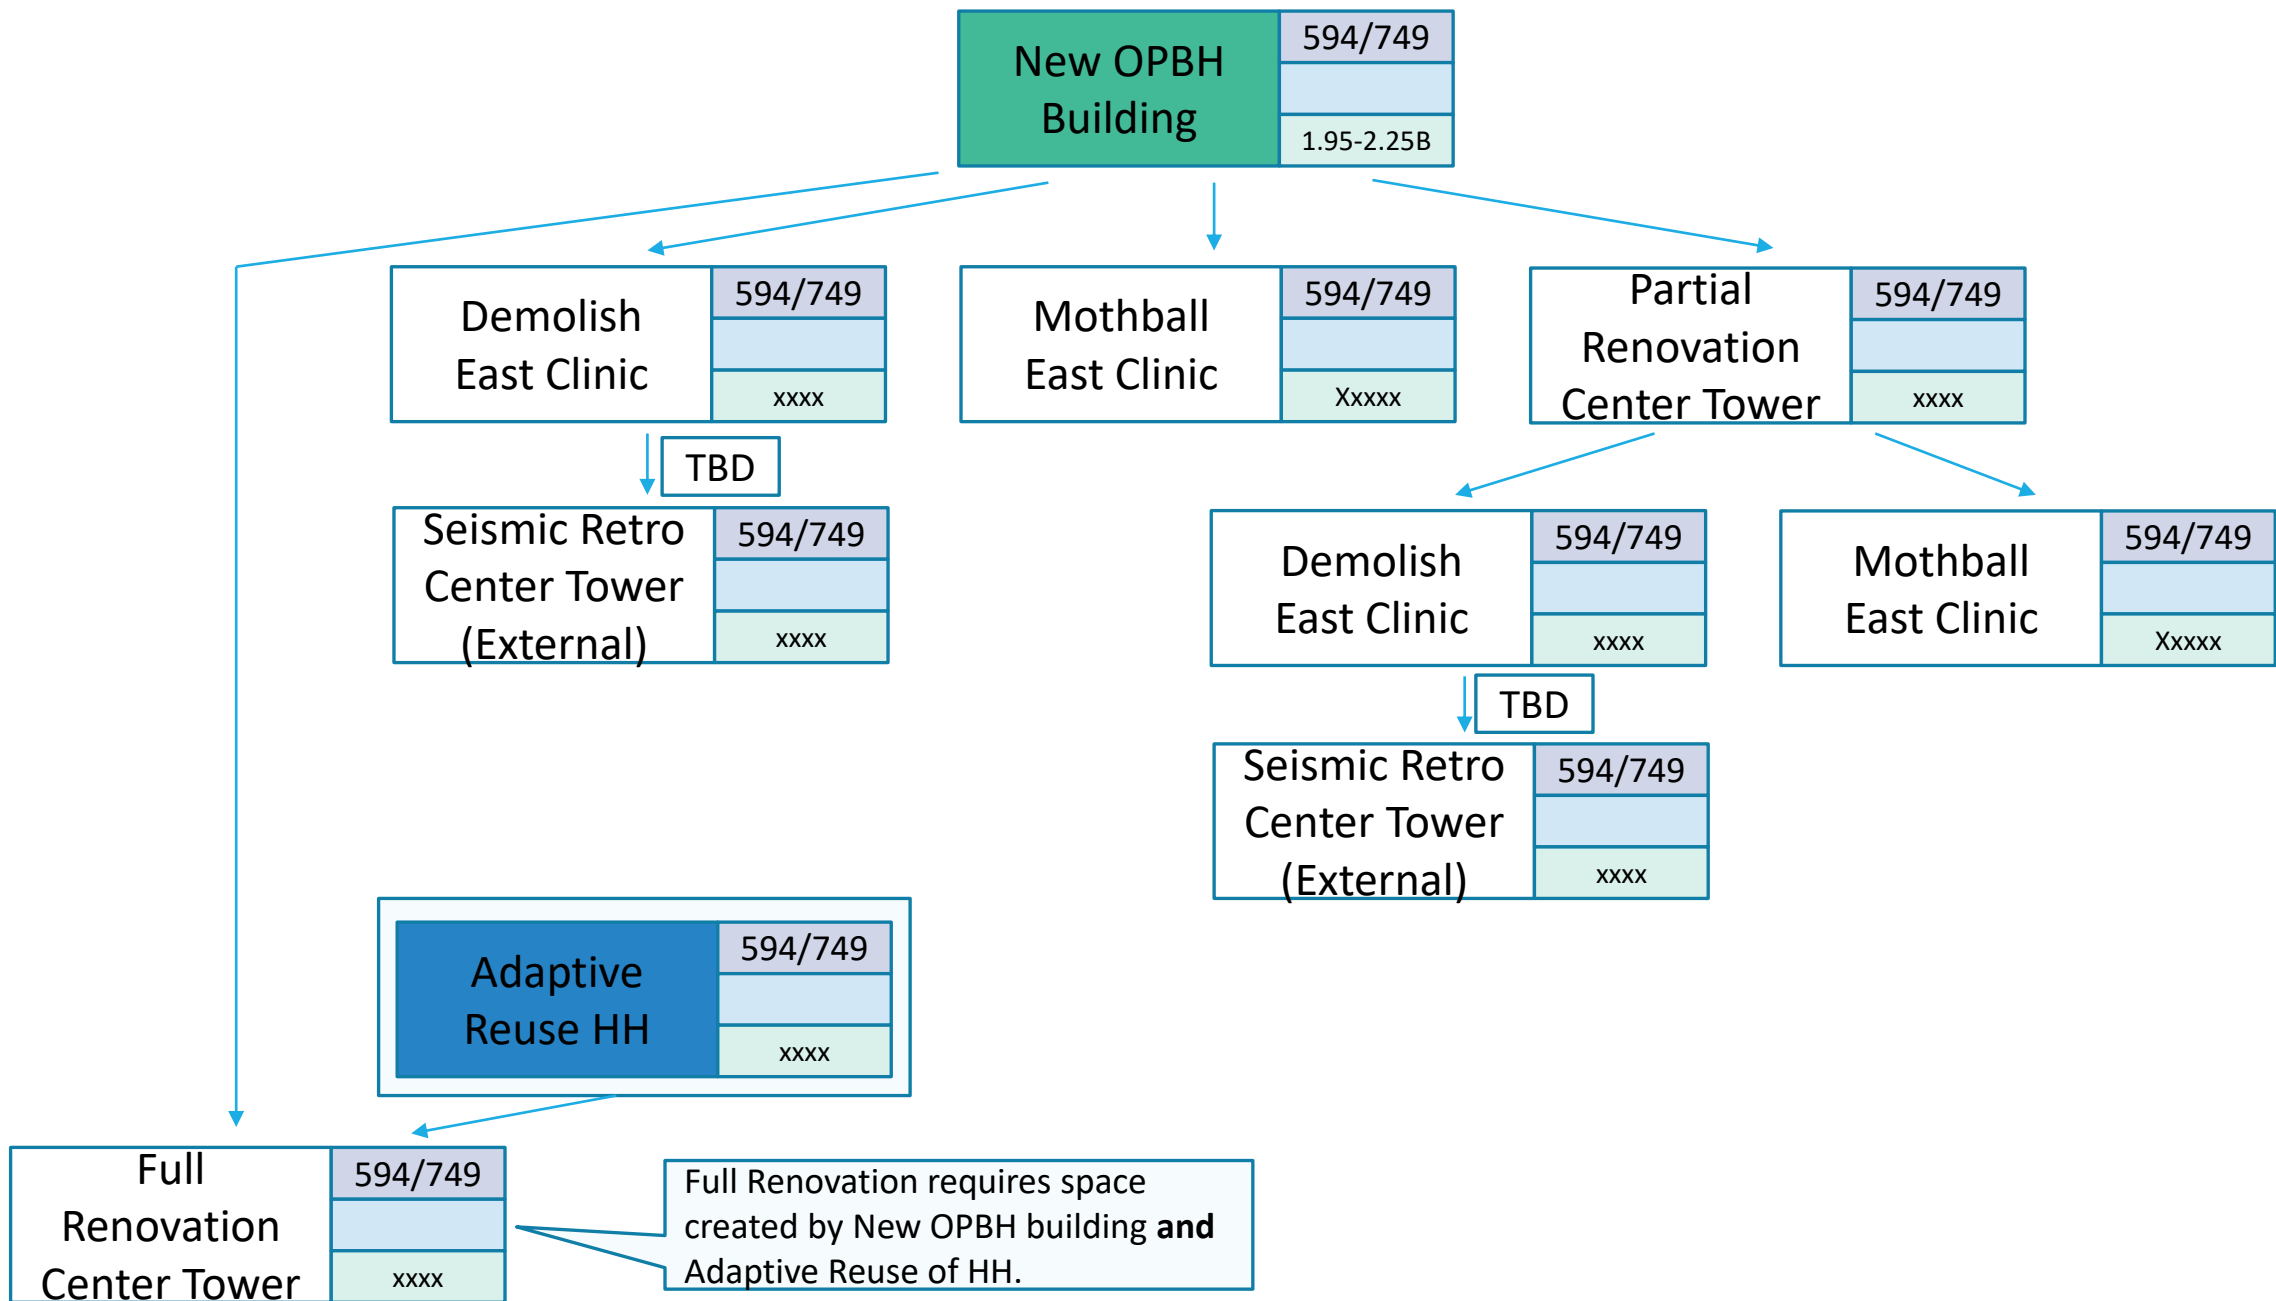 New OPBH
Building
594/749
1.95-2.25B
Demolish
East Clinic
594/749
xxxx
Mothball
East Clinic
594/749
Xxxxx
Partial
Renovation
Center Tower
594/749
xxxx
TBD
Seismic Retro
Center Tower
(External)
594/749
xxxx
Demolish
East Clinic
594/749
xxxx
Mothball
East Clinic
594/749
Xxxxx
TBD
Seismic Retro
Center Tower
(External)
594/749
xxxx
Adaptive
Reuse HH
594/749
xxxx
Full
Renovation
Center Tower
594/749
xxxx
Full Renovation requires space
created by New OPBH building and
Adaptive Reuse of HH.